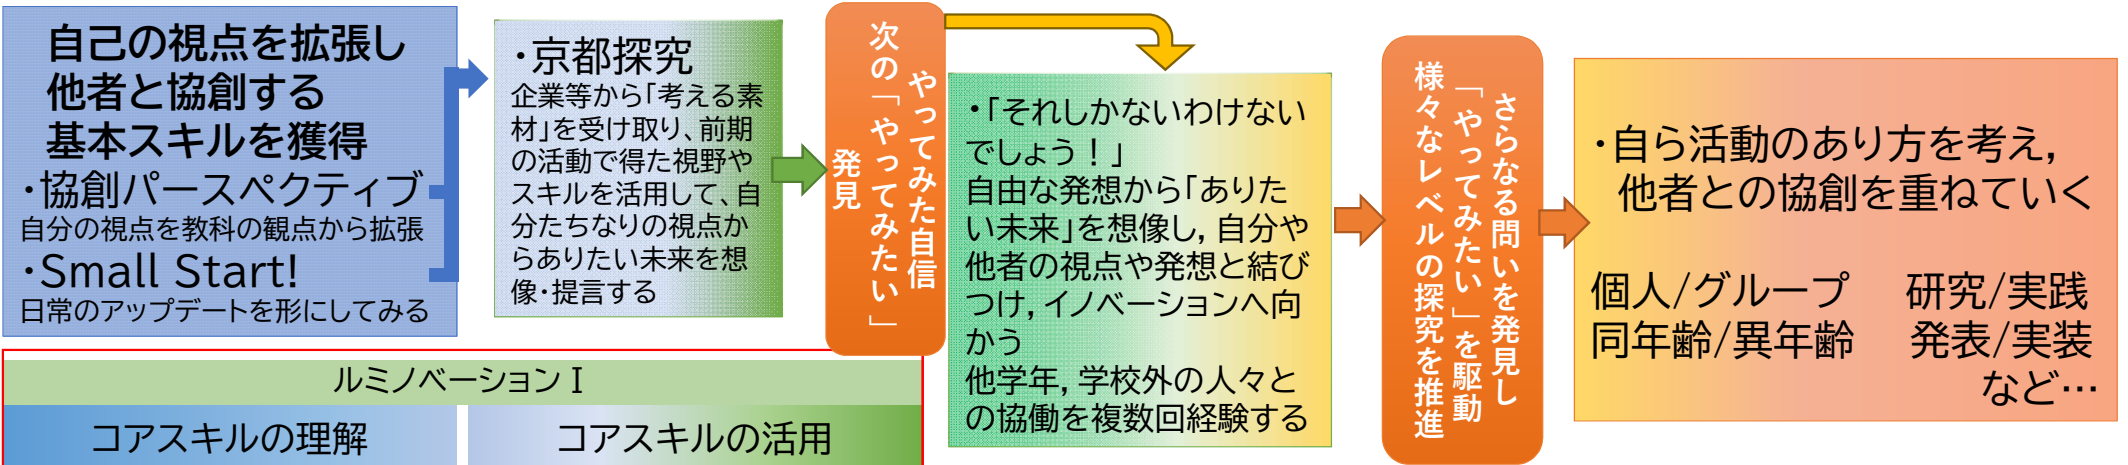 自己の視点を拡張し
他者と協創する
基本スキルを獲得
・協創パースペクティブ
自分の視点を教科の観点から拡張
・Small Start!
日常のアップデートを形にしてみる
・京都探究
企業等から「考える素
材」を受け取り、前期
の活動で得た視野や
スキルを活用して、自
分たちなりの視点か
らありたい未来を想
像・提言する
やってみた自信
次の「やってみたい」
発見
・「それしかないわけない
でしょう！」
自由な発想から「ありた
い未来」を想像し，自分や
他者の視点や発想と結び
つけ，イノベーションへ向
かう
他学年，学校外の人々と
の協働を複数回経験する
さらなる問いを発見し
「やってみたい」を駆動
様々なレベルの探究を推進
・自ら活動のあり方を考え，
他者との協創を重ねていく
個人/グループ　研究/実践
同年齢/異年齢　発表/実装
など…
ルミノベーションⅠ
コアスキルの理解
コアスキルの活用